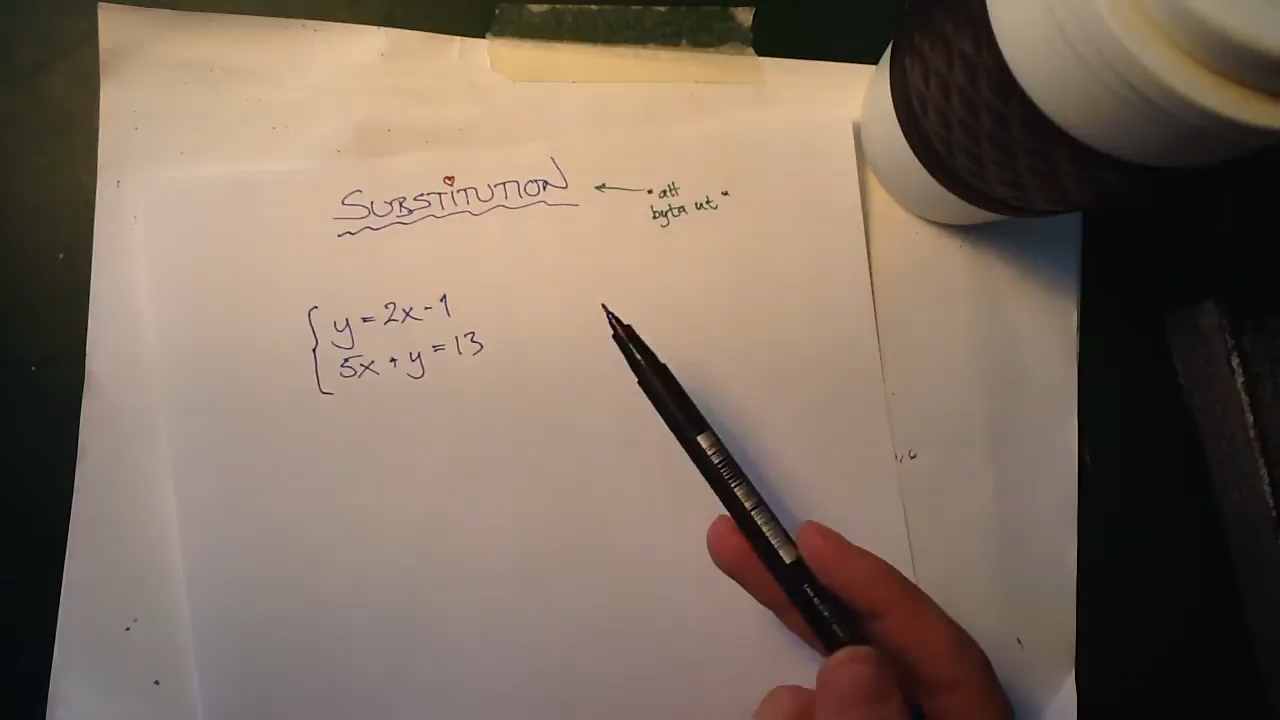 SUBSTITUTION
"att
byta ut"
y = 2x - 1
5x + y = 13